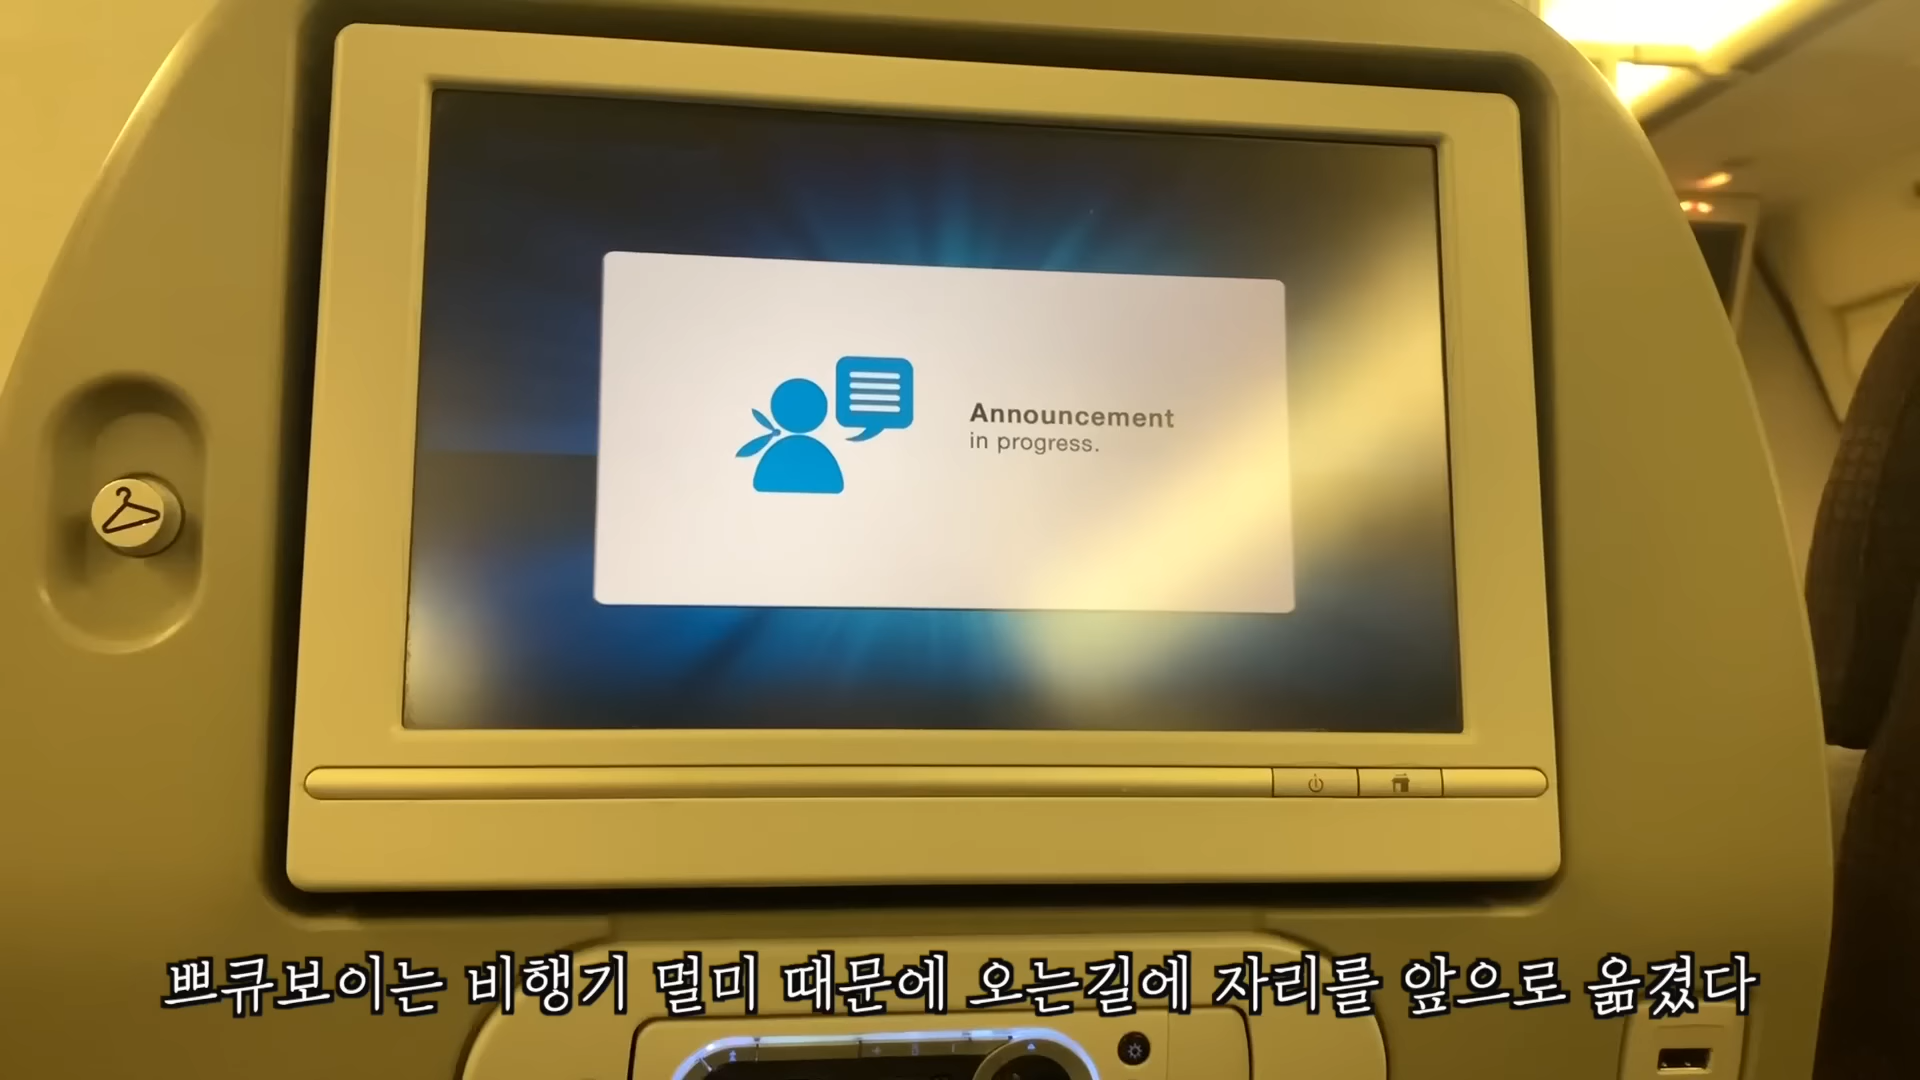 Announcement
in progress.
쁘큐보이는 비행기 멀미 때문에 오는길에 자리를 앞으로 옮겼다